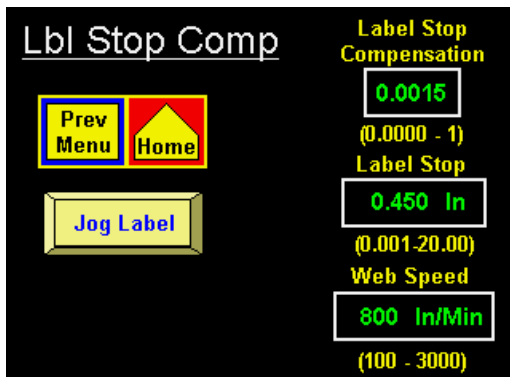 Lbl Stop Comp
Prev
Menu
Home
Jog Label
Label Stop
Compensation
0.0015
(0.0000 - 1)
Label Stop
0.450 In
(0.001-20.00)
Web Speed
800 In/Min
(100 - 3000)